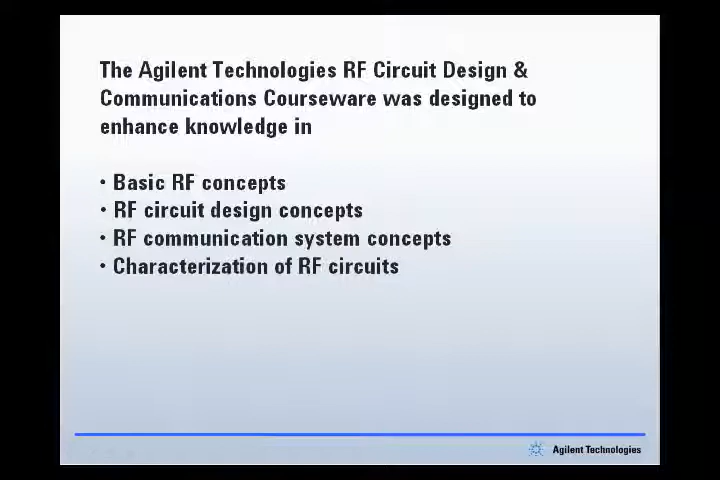 The Agilent Technologies RF Circuit Design &
Communications Courseware was designed to
enhance knowledge in
• Basic RF concepts
• RF circuit design concepts
• RF communication system concepts
• Characterization of RF circuits
Agilent Technologies